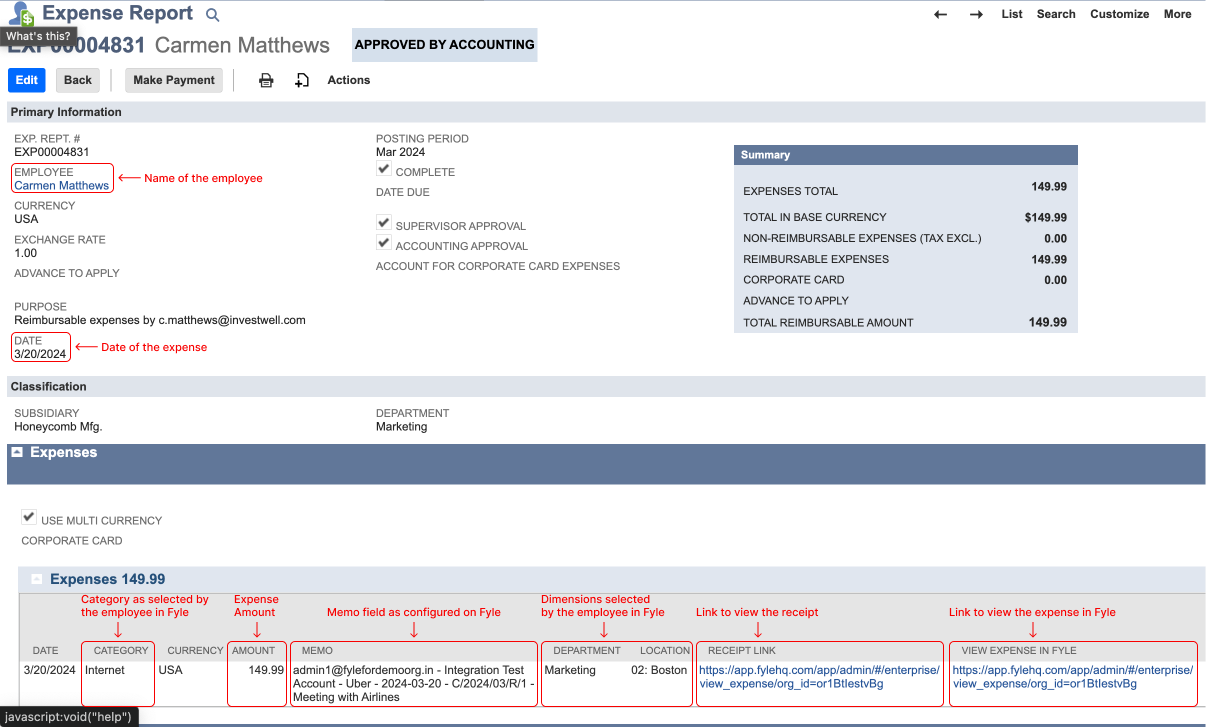 Expense Report
List Search Customize More
What's this?
EXP00004831 Carmen Matthews APPROVED BY ACCOUNTING
Edit Back Make Payment Actions
Primary Information
EXP. REPT. #
EXP00004831
EMPLOYEE
Carmen Matthews
Name of the employee
CURRENCY
USA
EXCHANGE RATE
1.00
ADVANCE TO APPLY
PURPOSE
Reimbursable expenses by c.matthews@investwell.com
DATE
3/20/2024
Date of the expense
POSTING PERIOD
Mar 2024
COMPLETE
DATE DUE
SUPERVISOR APPROVAL
ACCOUNTING APPROVAL
ACCOUNT FOR CORPORATE CARD EXPENSES
Summary
EXPENSES TOTAL 149.99
TOTAL IN BASE CURRENCY $149.99
NON-REIMBURSABLE EXPENSES (TAX EXCL.) 0.00
REIMBURSABLE EXPENSES 149.99
CORPORATE CARD 0.00
ADVANCE TO APPLY
TOTAL REIMBURSABLE AMOUNT 149.99
Classification
SUBSIDIARY
Honeycomb Mfg.
DEPARTMENT
Marketing
Expenses
USE MULTI CURRENCY
CORPORATE CARD
Expenses 149.99
Category as selected by
the employee in Fyle
Expense
Amount
Memo field as configured on Fyle
Dimensions selected
by the employee in Fyle
Link to view the receipt
Link to view the expense in Fyle
DATE CATEGORY CURRENCY AMOUNT MEMO DEPARTMENT LOCATION RECEIPT LINK VIEW EXPENSE IN FYLE
3/20/2024
Internet
USA
149.99
admin1@fylefordemoorg.in - Integration Test
Account - Uber - 2024-03-20 - C/2024/03/R/1 -
Meeting with Airlines
Marketing
02: Boston
https://app.fylehq.com/app/admin/#/enterprise/
view_expense/org_id=or1BtIestvBg
https://app.fylehq.com/app/admin/#/enterprise/
view_expense/org_id=or1BtIestvBg
javascript:void("help")